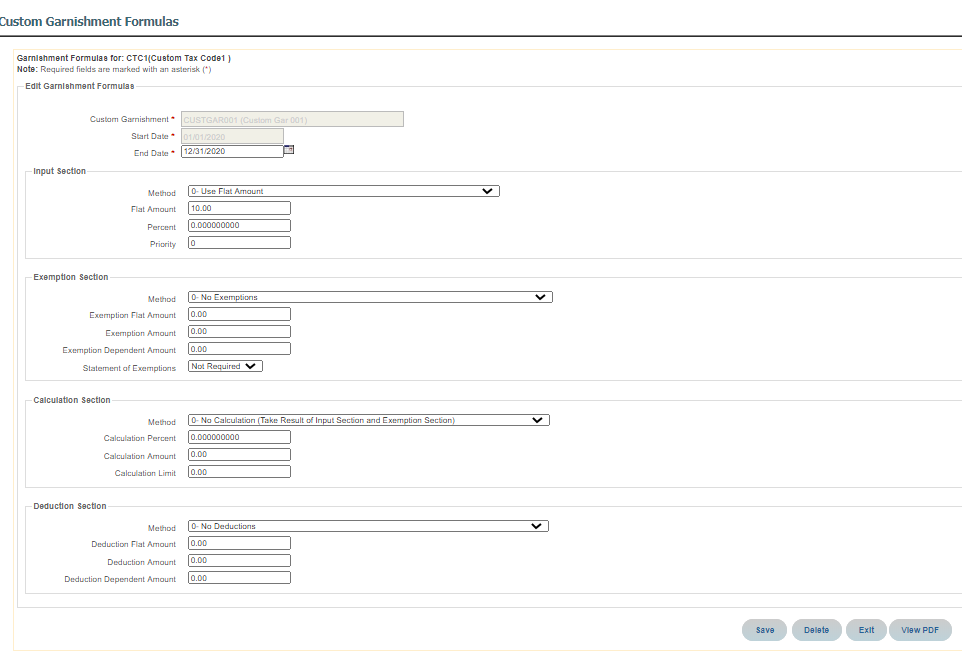 Custom Garnishment Formulas
Garnishment Formulas for: CTC1(Custom Tax Code1 )
Note: Required fields are marked with an asterisk (*)
Edit Garnishment Formulas
Custom Garnishment * CUSTGAR001 (Custom Gar 001)
Start Date * 01/01/2020
End Date * 12/31/2020
Input Section
Method 0- Use Flat Amount
Flat Amount 10.00
Percent 0.000000000
Priority 0
Exemption Section
Method 0- No Exemptions
Exemption Flat Amount 0.00
Exemption Amount 0.00
Exemption Dependent Amount 0.00
Statement of Exemptions Not Required
Calculation Section
Method 0- No Calculation (Take Result of Input Section and Exemption Section)
Calculation Percent 0.000000000
Calculation Amount 0.00
Calculation Limit 0.00
Deduction Section
Method 0- No Deductions
Deduction Flat Amount 0.00
Deduction Amount 0.00
Deduction Dependent Amount 0.00
Save Delete Exit View PDF